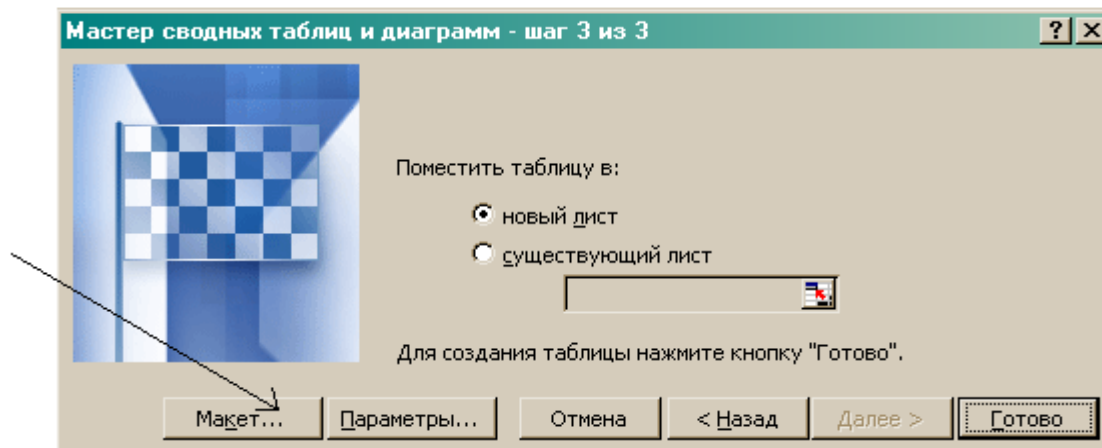 Мастер сводных таблиц и диаграмм - шаг 3 из 3
Поместить таблицу в:
новый лист
существующий лист
Для создания таблицы нажмите кнопку "Готово".
Макет... Параметры... Отмена < Назад Далее > Готово